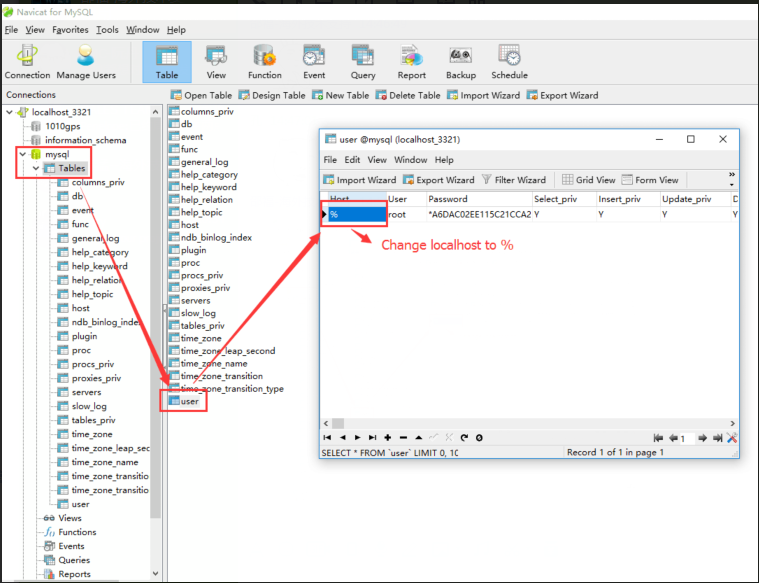 Navicat for MySQL
File View Favorites Tools Window Help
Connection Manage Users Table View Function Event Query Report Backup Schedule
Connections
Open Table Design Table New Table Delete Table Import Wizard Export Wizard
localhost_3321
1010gps
information_schema
mysql
Tables
columns_priv
db
event
func
general_log
help_category
help_keyword
help_relation
help_topic
host
ndb_binlog_index
plugin
proc
procs_priv
proxies_priv
servers
slow_log
tables_priv
time_zone
time_zone_leap_sec
time_zone_name
time_zone_transitio
time_zone_transitio
user
Views
Functions
Events
Queries
Reports
columns_priv
db
event
func
general_log
help_category
help_keyword
help_relation
help_topic
host
ndb_binlog_index
plugin
proc
procs_priv
proxies_priv
servers
slow_log
tables_priv
time_zone
time_zone_leap_second
time_zone_name
time_zone_transition
time_zone_transition_type
user
user @mysql (localhost_3321)
File Edit View Window Help
Import Wizard Export Wizard Filter Wizard Grid View Form View
Host User Password Select_priv Insert_priv Update_priv D
% root *A6DAC02EE115C21CCA2 Y Y Y Y
Change localhost to %
1
SELECT * FROM `user` LIMIT 0, 10 Record 1 of 1 in page 1